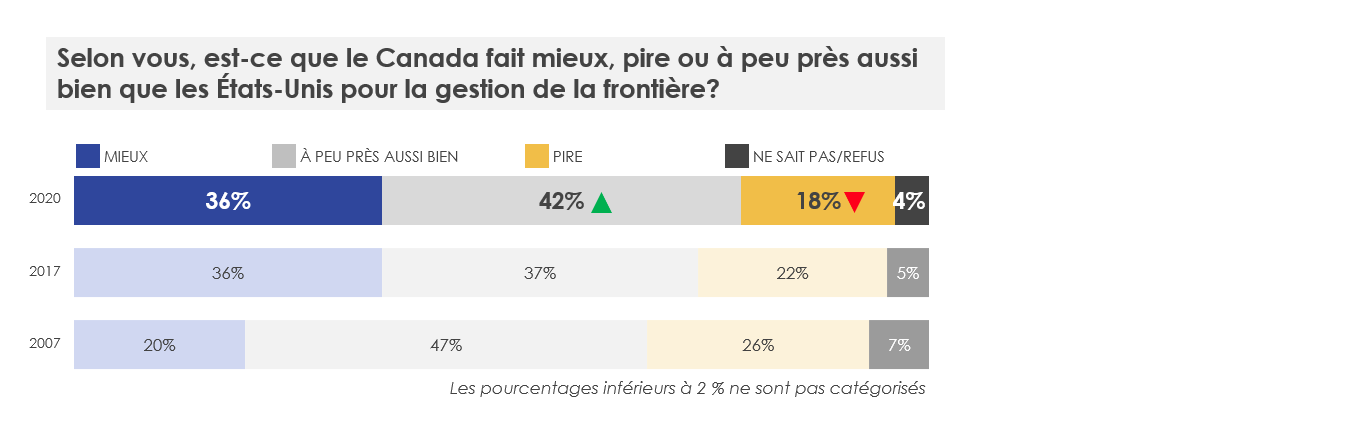 Selon vous, est-ce que le Canada fait mieux, pire ou à peu près aussi
bien que les États-Unis pour la gestion de la frontière?
MIEUX À PEU PRÈS AUSSI BIEN PIRE NE SAIT PAS/REFUS
2020 36% 42% 18% 4%
2017 36% 37% 22% 5%
2007 20% 47% 26% 7%
Les pourcentages inférieurs à 2 % ne sont pas catégorisés